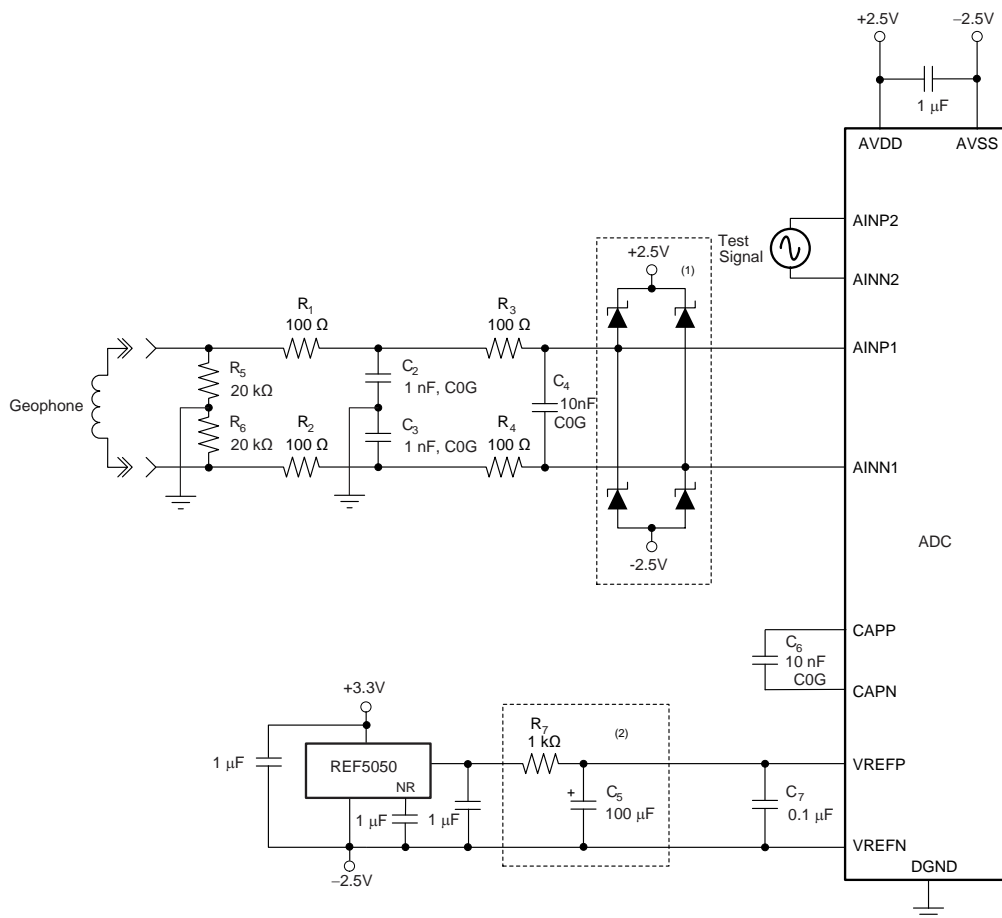 +2.5V
−2.5V
1 μF
AVDD
AVSS
AINP2
Test
Signal
+2.5V
(1)
AINN2
R1
100 Ω
R3
100 Ω
AINP1
R5
20 kΩ
C2
1 nF, C0G
C4
10nF
C0G
Geophone
R6
20 kΩ
R2
100 Ω
C3
1 nF, C0G
R4
100 Ω
AINN1
-2.5V
ADC
CAPP
C6
10 nF
C0G
CAPN
+3.3V
R7
1 kΩ
(2)
1 μF
REF5050
NR
VREFP
1 μF
1 μF
+
C5
100 μF
C7
0.1 μF
VREFN
−2.5V
DGND